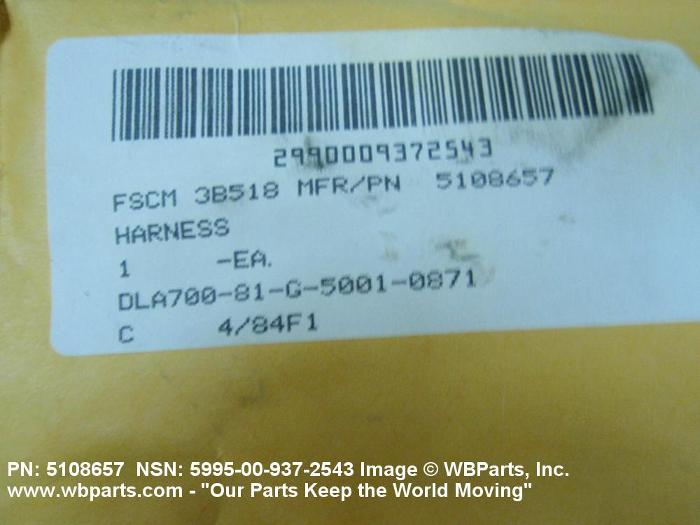 2990009372543
FSCM 3B518 MFR/PN 5108657
HARNESS
1 -EA.
DLA700-81-G-5001-0871
C 4/84F1
PN: 5108657 NSN: 5995-00-937-2543 Image © WBParts, Inc.
www.wbparts.com - "Our Parts Keep the World Moving"